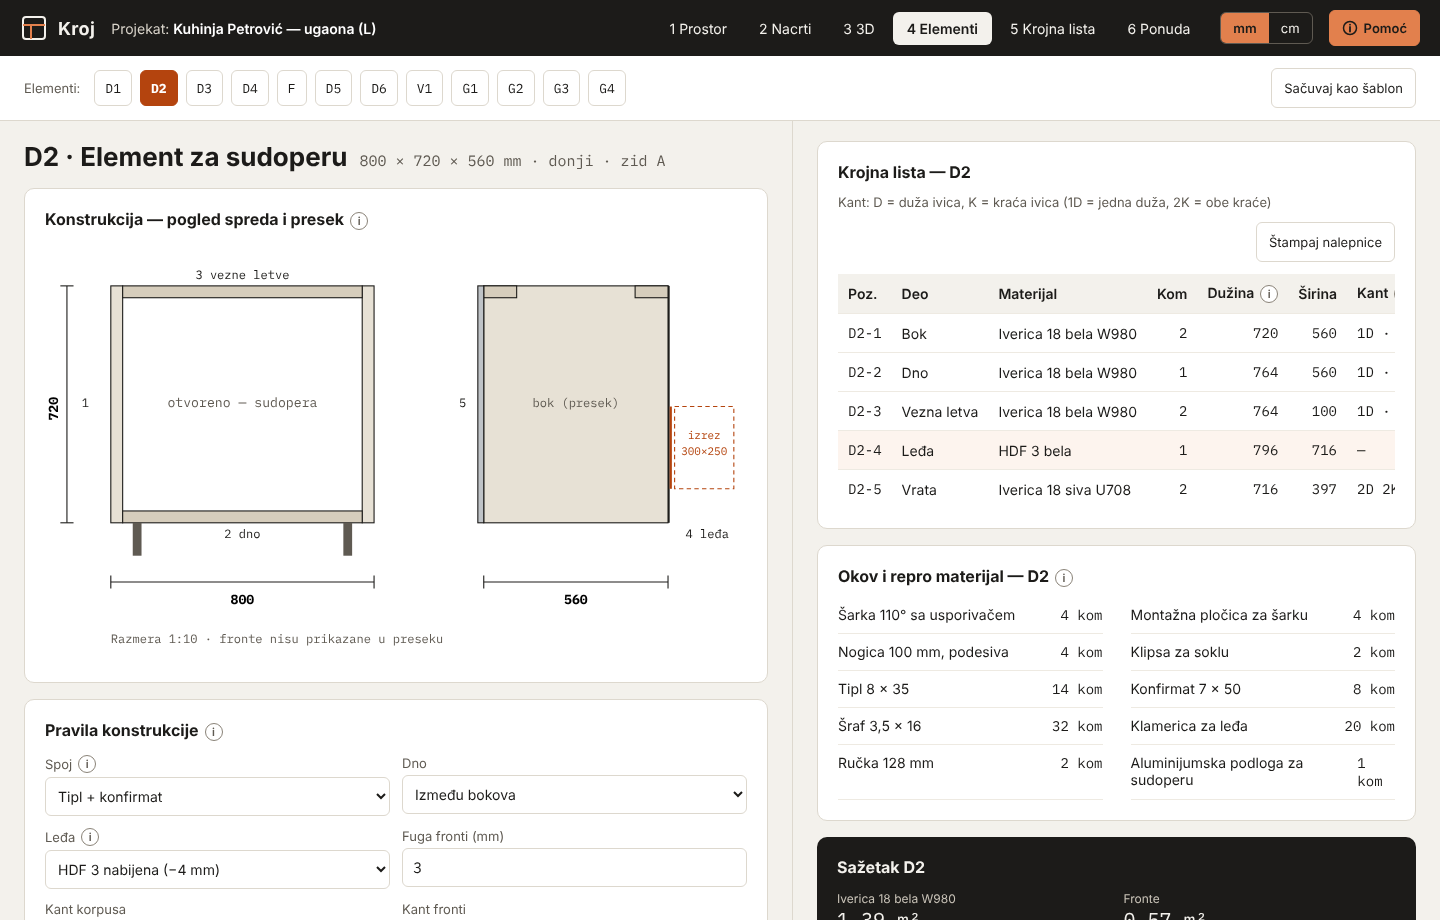 Kroj
Projekat: Kuhinja Petrović — ugaona (L)
1 Prostor
2 Nacrti
3 3D
4 Elementi
5 Krojna lista
6 Ponuda
mm
cm
Pomoć
Elementi:
D1
D2
D3
D4
F
D5
D6
V1
G1
G2
G3
G4
Sačuvaj kao šablon
D2 · Element za sudoperu 800 × 720 × 560 mm · donji · zid A
Konstrukcija — pogled spreda i presek
3 vezne letve
720
1
otvoreno — sudopera
2 dno
800
5
bok (presek)
izrez
300×250
4 leđa
560
Razmera 1:10 · fronte nisu prikazane u preseku
Pravila konstrukcije
Spoj
Tipl + konfirmat
Dno
Između bokova
Leđa
HDF 3 nabijena (−4 mm)
Fuga fronti (mm)
3
Kant korpusa
Kant fronti
Krojna lista — D2
Kant: D = duža ivica, K = kraća ivica (1D = jedna duža, 2K = obe kraće)
Štampaj nalepnice
Poz. Deo Materijal Kom Dužina Širina Kant
D2-1 Bok Iverica 18 bela W980 2 720 560 1D ·
D2-2 Dno Iverica 18 bela W980 1 764 560 1D ·
D2-3 Vezna letva Iverica 18 bela W980 2 764 100 1D ·
D2-4 Leđa HDF 3 bela 1 796 716 —
D2-5 Vrata Iverica 18 siva U708 2 716 397 2D 2K
Okov i repro materijal — D2
Šarka 110° sa usporivačem 4 kom
Montažna pločica za šarku 4 kom
Nogica 100 mm, podesiva 4 kom
Klipsa za soklu 2 kom
Tipl 8 × 35 14 kom
Konfirmat 7 × 50 8 kom
Šraf 3,5 × 16 32 kom
Klamerica za leđa 20 kom
Ručka 128 mm 2 kom
Aluminijumska podloga za sudoperu 1 kom
Sažetak D2
Iverica 18 bela W980
1,39 m²
Fronte
0,57 m²